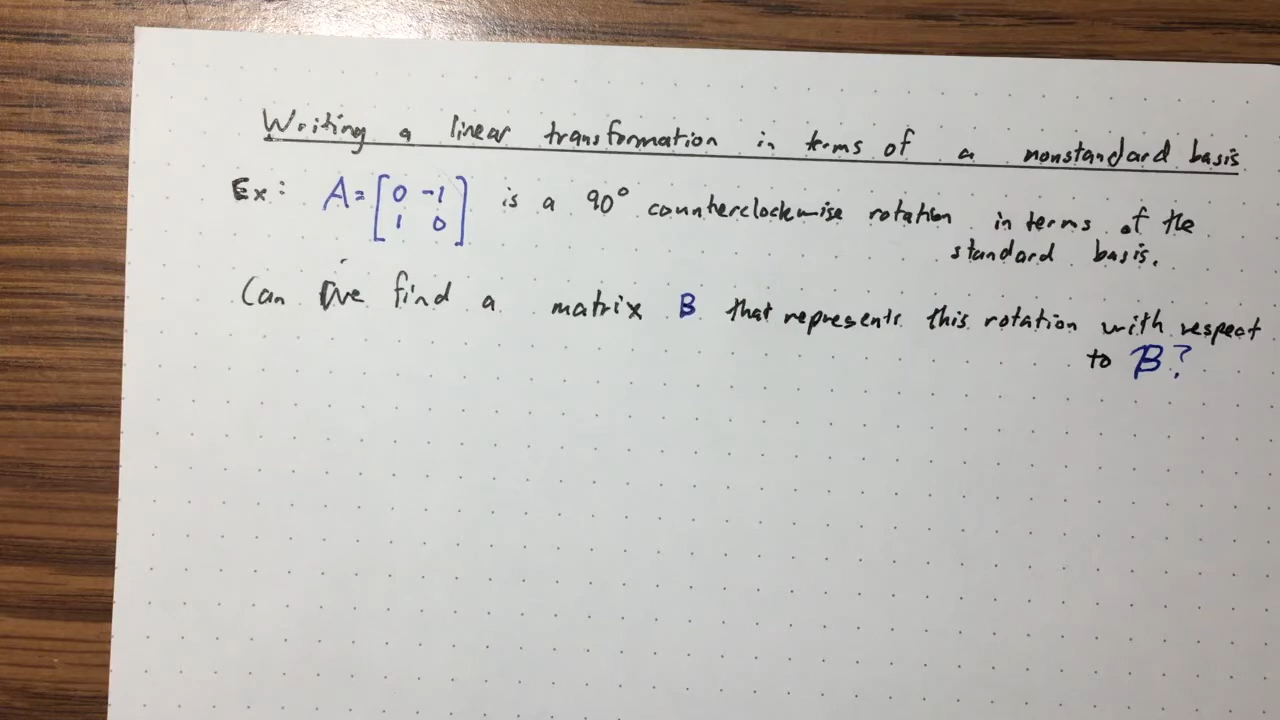 Writing a linear transformation in terms of a nonstandard basis
Ex: A = [0 -1
1 0] is a 90° counterclockwise rotation in terms of the
standard basis.
Can we find a matrix B that represents this rotation with respect
to B?